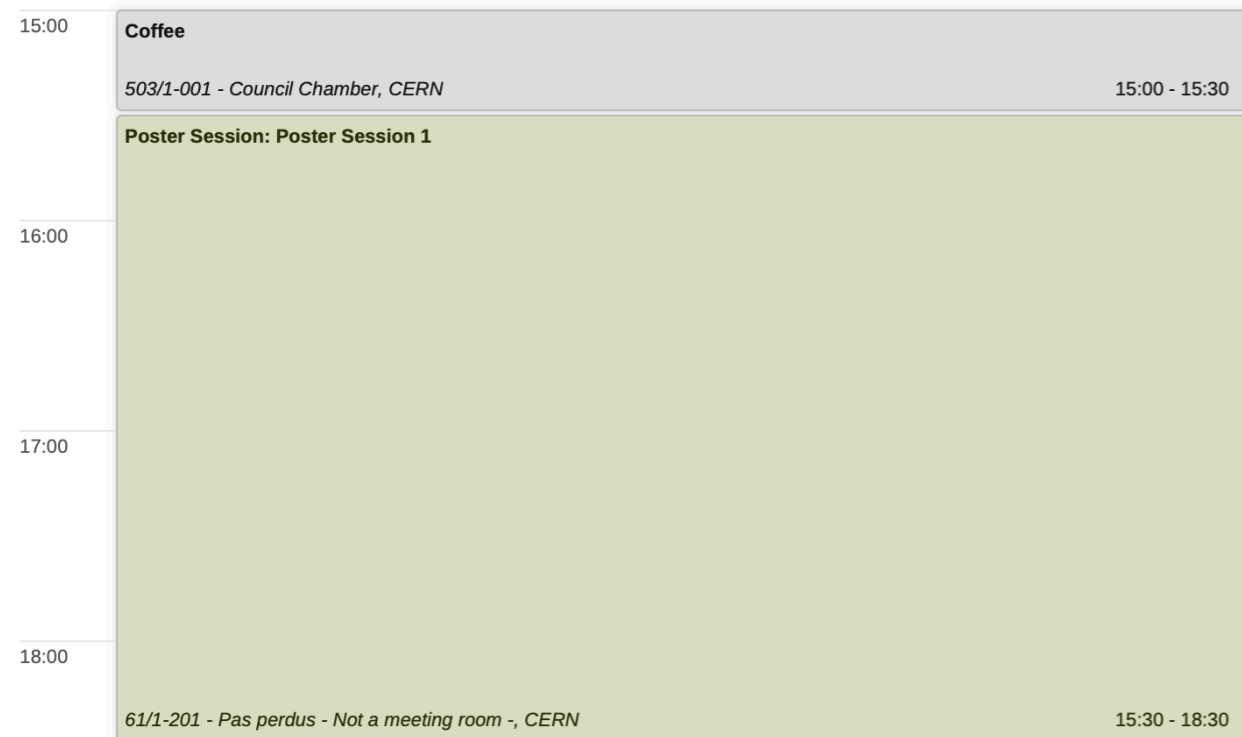 15:00
Coffee
503/1-001 - Council Chamber, CERN 15:00 - 15:30
Poster Session: Poster Session 1
16:00
17:00
18:00
61/1-201 - Pas perdus - Not a meeting room -, CERN 15:30 - 18:30